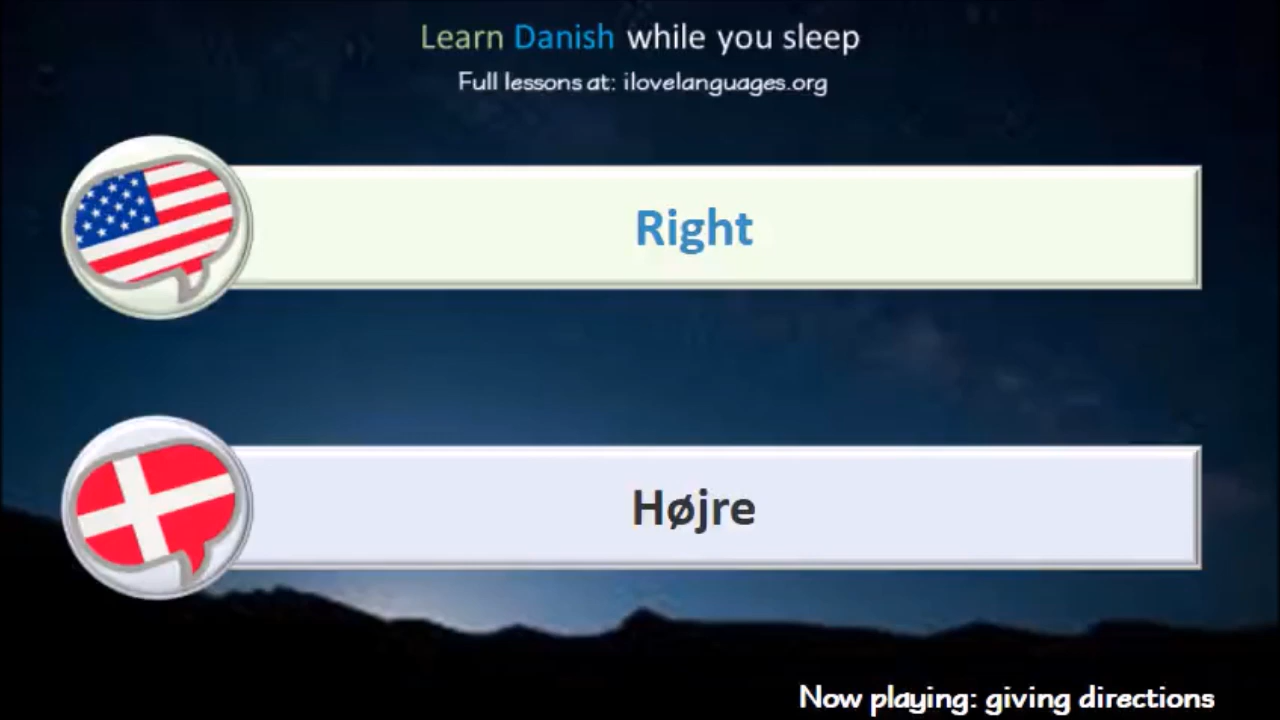 Learn Danish while you sleep
Full lessons at: ilovelanguages.org
Right
Højre
Now playing: giving directions